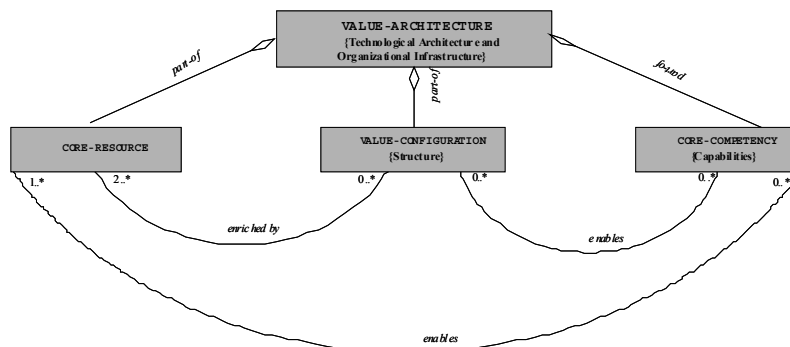 VALUE-ARCHITECTURE
{Technological Architecture and
Organizational Infrastructure}
part-of
part-of
part-of
CORE-RESOURCE
VALUE-CONFIGURATION
{Structure}
CORE-COMPETENCY
{Capabilities}
1..*
2..*
0..*
0..*
0..*
0..*
enriched by
enables
enables